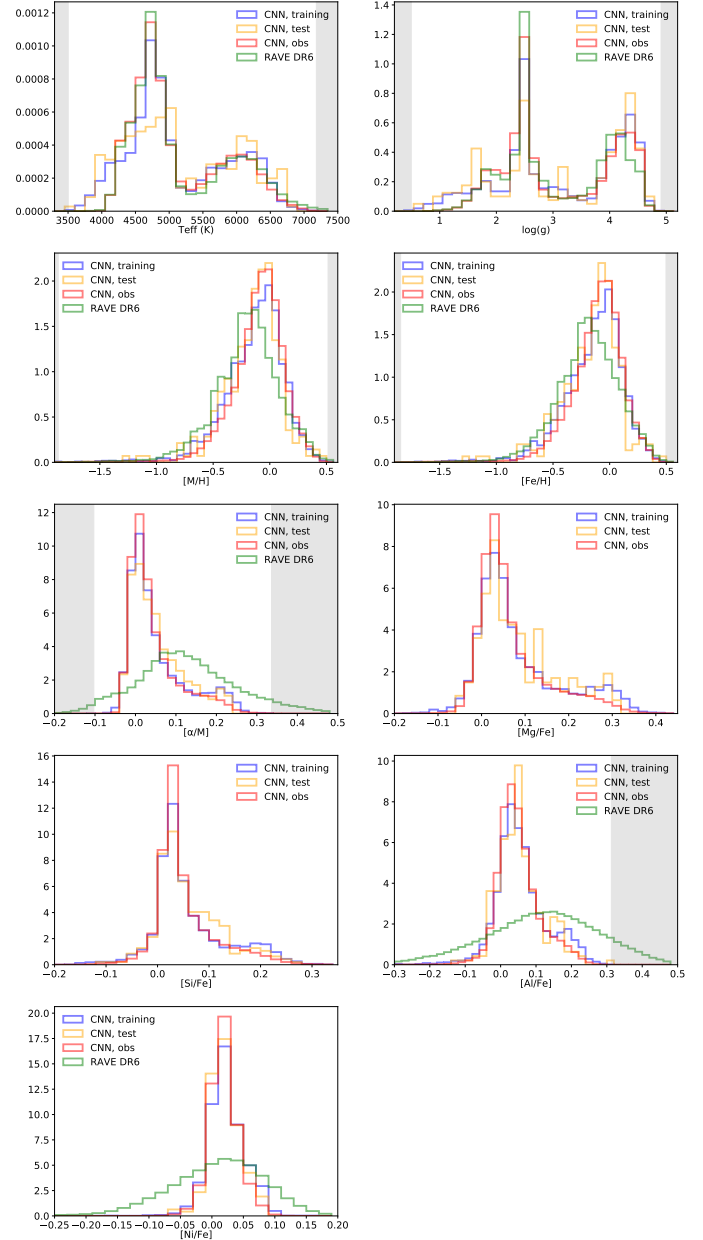 0.0012
0.0010
0.0008
0.0006
0.0004
0.0002
0.0000
3500 4000 4500 5000 5500 6000 6500 7000 7500
Teff (K)
CNN, training
CNN, test
CNN, obs
RAVE DR6
1.4
1.2
1.0
0.8
0.6
0.4
0.2
0.0
1 2 3 4 5
log(g)
CNN, training
CNN, test
CNN, obs
RAVE DR6
2.0
1.5
1.0
0.5
0.0
−1.5 −1.0 −0.5 0.0 0.5
[M/H]
CNN, training
CNN, test
CNN, obs
RAVE DR6
2.0
1.5
1.0
0.5
0.0
−1.5 −1.0 −0.5 0.0 0.5
[Fe/H]
CNN, training
CNN, test
CNN, obs
RAVE DR6
12
10
8
6
4
2
0
−0.2 −0.1 0.0 0.1 0.2 0.3 0.4 0.5
[α/M]
CNN, training
CNN, test
CNN, obs
RAVE DR6
10
8
6
4
2
0
−0.2 −0.1 0.0 0.1 0.2 0.3 0.4
[Mg/Fe]
CNN, training
CNN, test
CNN, obs
16
14
12
10
8
6
4
2
0
−0.2 −0.1 0.0 0.1 0.2 0.3
[Si/Fe]
CNN, training
CNN, test
CNN, obs
10
8
6
4
2
0
−0.3 −0.2 −0.1 0.0 0.1 0.2 0.3 0.4 0.5
[Al/Fe]
CNN, training
CNN, test
CNN, obs
RAVE DR6
20.0
17.5
15.0
12.5
10.0
7.5
5.0
2.5
0.0
−0.25 −0.20 −0.15 −0.10 −0.05 0.00 0.05 0.10 0.15 0.20
[Ni/Fe]
CNN, training
CNN, test
CNN, obs
RAVE DR6